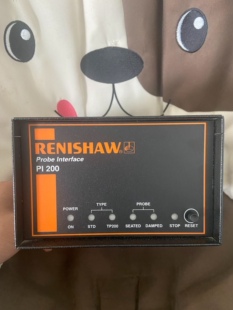 RENISHAW
Probe Interface
PI 200
POWER TYPE PROBE
ON STD TP200 SEATED DAMPED STOP RESET